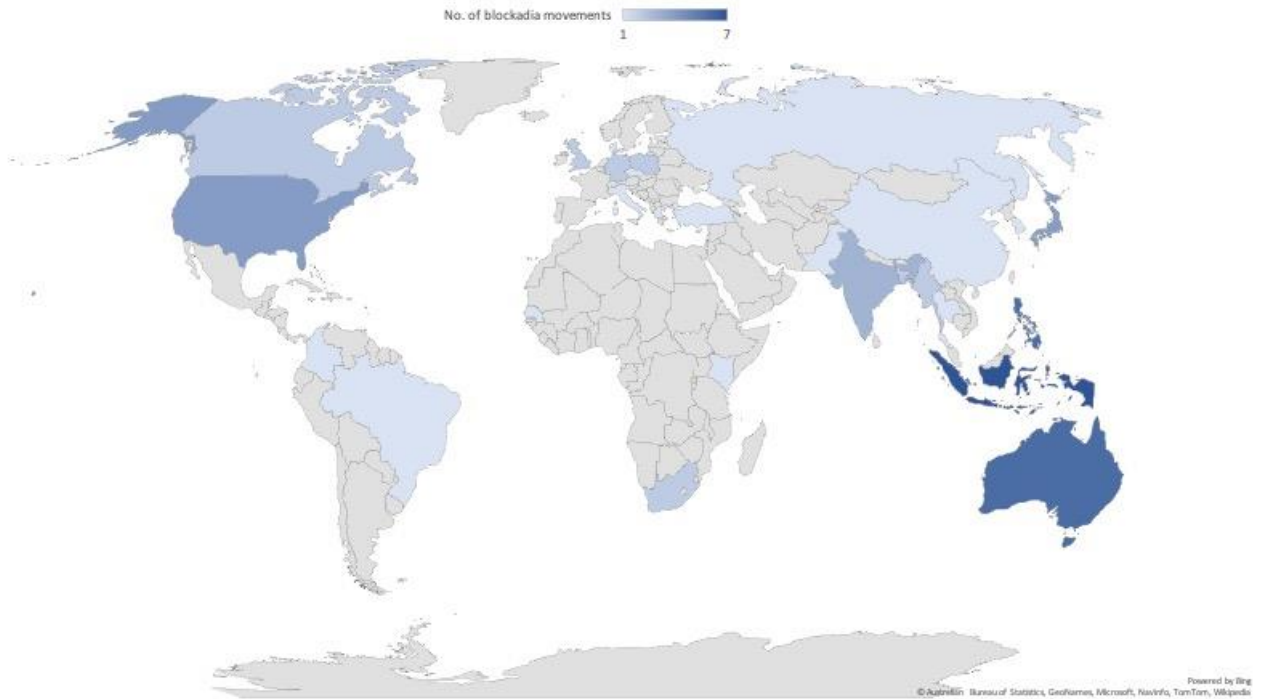 No. of blockadia movements
1 7
Powered by Bing
© Australian Bureau of Statistics, GeoNames, Microsoft, Navinfo, TomTom, Wikipedia